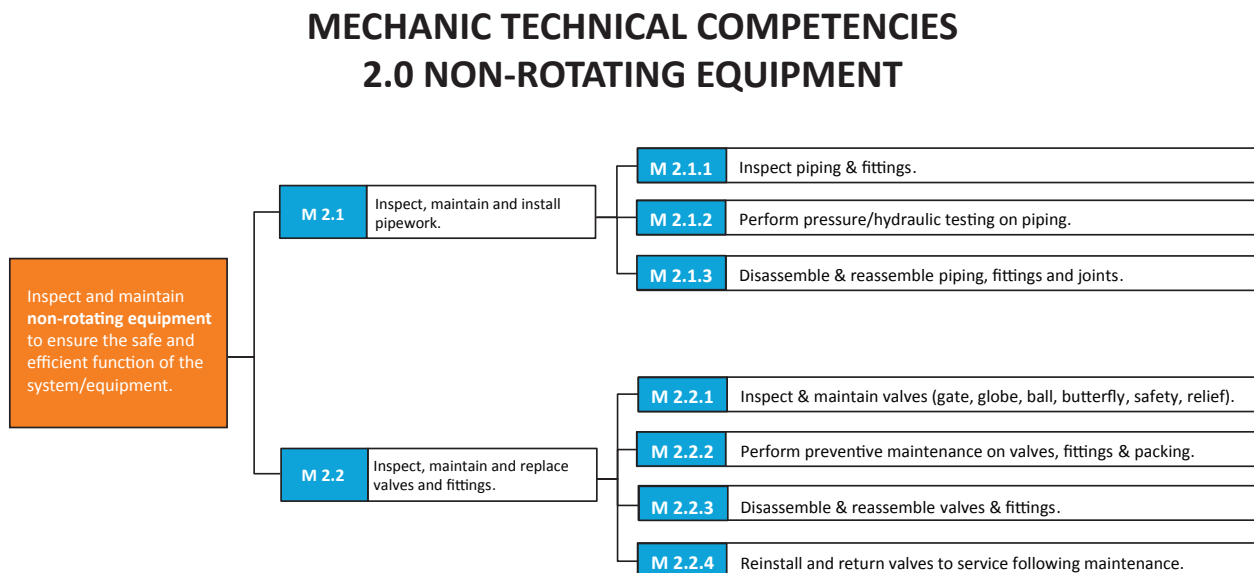 MECHANIC TECHNICAL COMPETENCIES
2.0 NON-ROTATING EQUIPMENT
Inspect and maintain
non-rotating equipment
to ensure the safe and
efficient function of the
system/equipment.
M 2.1
Inspect, maintain and install
pipework.
M 2.1.1
Inspect piping & fittings.
M 2.1.2
Perform pressure/hydraulic testing on piping.
M 2.1.3
Disassemble & reassemble piping, fittings and joints.
M 2.2
Inspect, maintain and replace
valves and fittings.
M 2.2.1
Inspect & maintain valves (gate, globe, ball, butterfly, safety, relief).
M 2.2.2
Perform preventive maintenance on valves, fittings & packing.
M 2.2.3
Disassemble & reassemble valves & fittings.
M 2.2.4
Reinstall and return valves to service following maintenance.